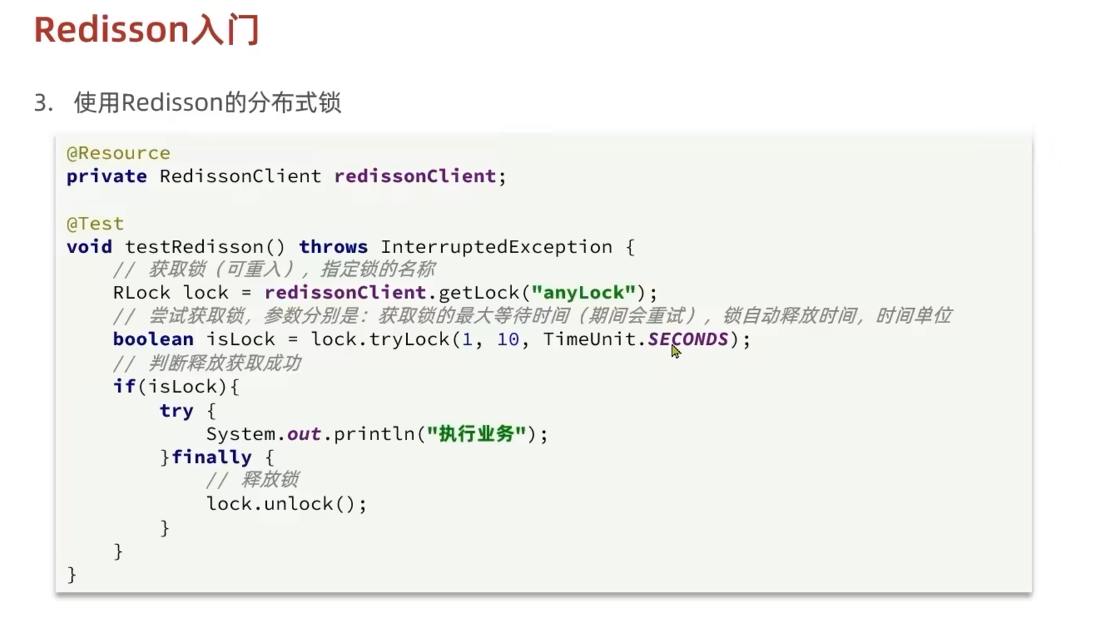 Redisson入门
3. 使用Redisson的分布式锁
@Resource
private RedissonClient redissonClient;
@Test
void testRedisson() throws InterruptedException {
// 获取锁（可重入），指定锁的名称
RLock lock = redissonClient.getLock("anyLock");
// 尝试获取锁，参数分别是：获取锁的最大等待时间（期间会重试），锁自动释放时间，时间单位
boolean isLock = lock.tryLock(1, 10, TimeUnit.SECONDS);
// 判断释放获取成功
if(isLock){
try {
System.out.println("执行业务");
}finally {
// 释放锁
lock.unlock();
}
}
}